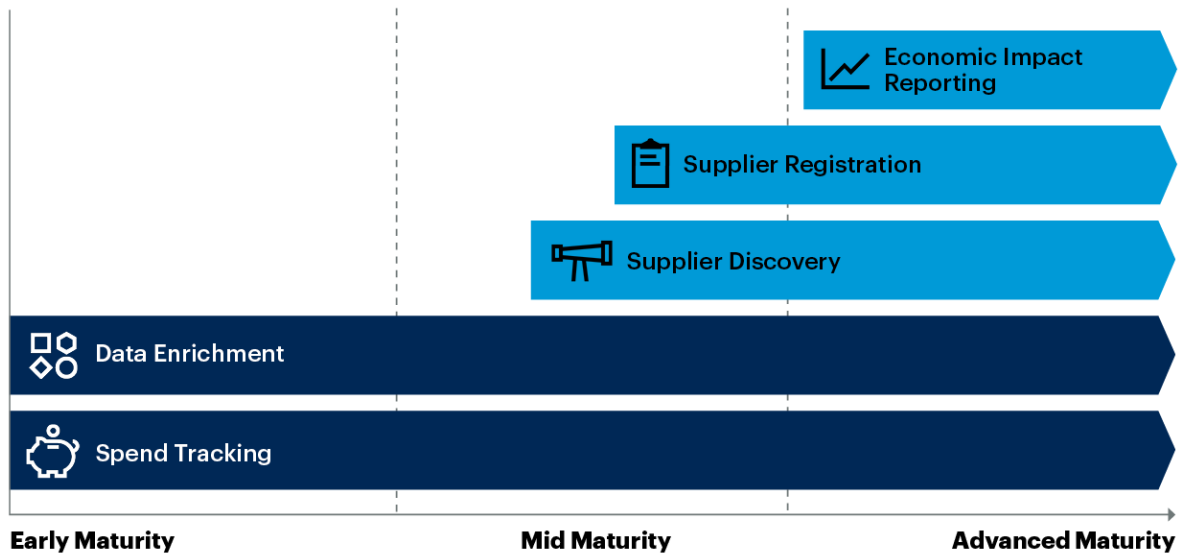 Economic Impact
Reporting
Supplier Registration
Supplier Discovery
Data Enrichment
Spend Tracking
Early Maturity
Mid Maturity
Advanced Maturity